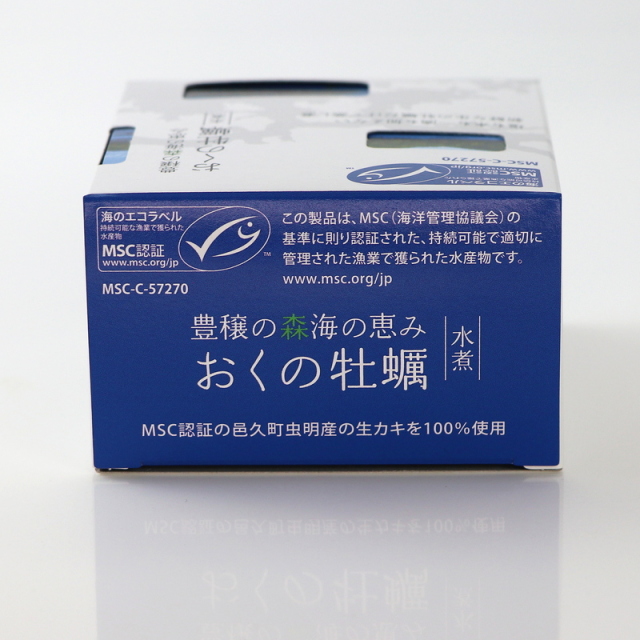 MSC-C-57270
海のエコラベル
持続可能な漁業で獲られた
水産物
MSC認証
www.msc.org/jp
™
MSC-C-57270
この製品は、MSC（海洋管理協議会）の
基準に則り認証された、持続可能で適切に
管理された漁業で獲られた水産物です。
www.msc.org/jp
豊穣の森海の恵み
おくの牡蠣
水煮
MSC認証の邑久町虫明産の生カキを100%使用